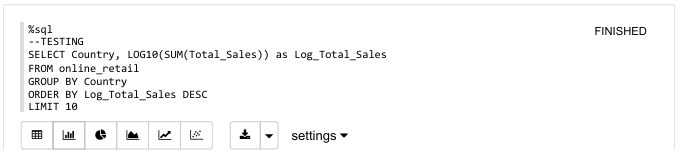 %sql
FINISHED
--TESTING
SELECT Country, LOG10(SUM(Total_Sales)) as Log_Total_Sales
FROM online_retail
GROUP BY Country
ORDER BY Log_Total_Sales DESC
LIMIT 10
settings